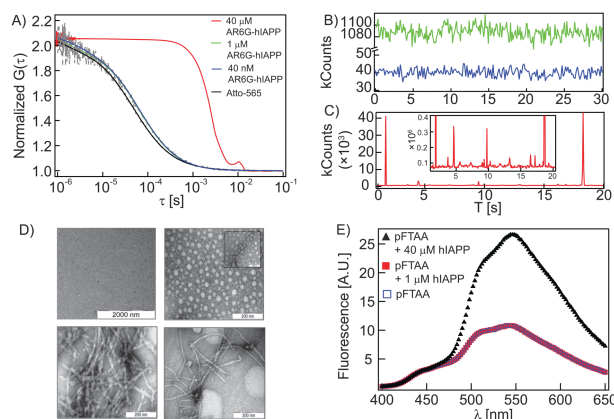 A)
Normalized G(τ)
2.2
2.0
1.8
1.6
1.4
1.2
1.0
40 μM
AR6G-hIAPP
1 μM
AR6G-hIAPP
40 nM
AR6G-hIAPP
Atto-565
10⁻⁶ 10⁻⁵ 10⁻⁴ 10⁻³ 10⁻² 10⁻¹
τ [s]
B)
kCounts
1100
1080
50
40
30
0 5 10 15 20 25 30
C)
kCounts
(×10³)
40
20
0
×10⁶
0.4
0.3
0.2
0.1
2 5 10 15 20
0 5 10 15 20
T [s]
D)
2000 nm
200 nm
200 nm
200 nm
E)
Fluorescence [A.U.]
25
20
15
10
5
pFTAA
+ 40 μM hIAPP
pFTAA
+ 1 μM hIAPP
pFTAA
400 450 500 550 600 650
λ [nm]